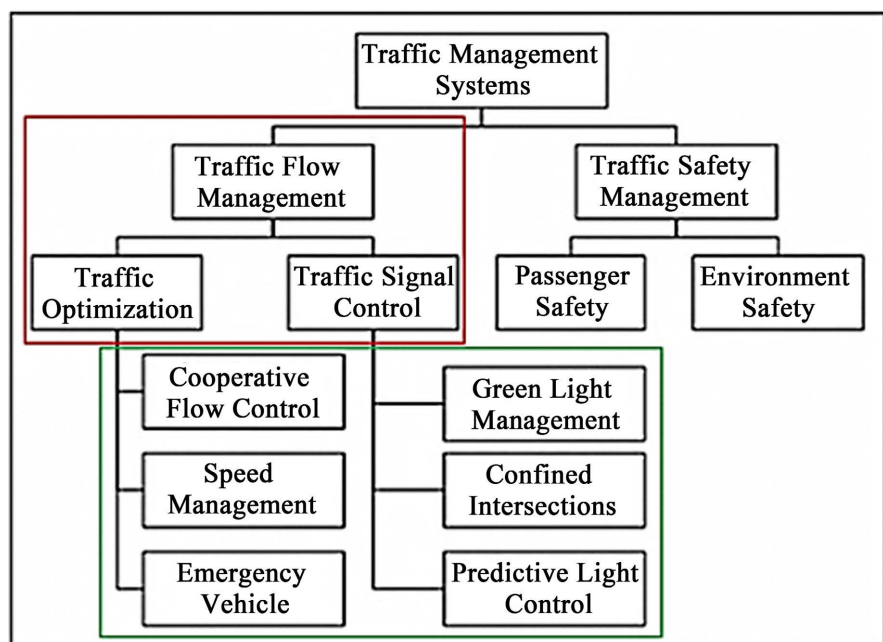 Traffic Management
Systems
Traffic Flow
Management
Traffic Safety
Management
Traffic
Optimization
Traffic Signal
Control
Passenger
Safety
Environment
Safety
Cooperative
Flow Control
Green Light
Management
Speed
Management
Confined
Intersections
Emergency
Vehicle
Predictive Light
Control